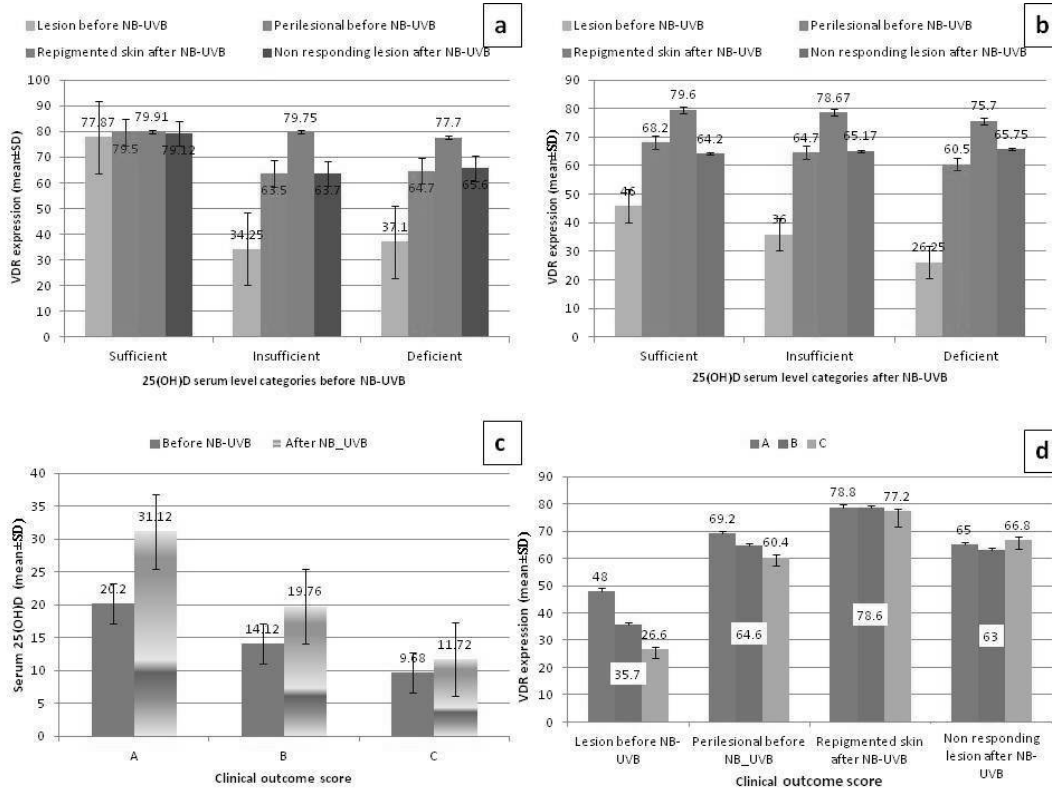 Lesion before NB-UVB
Perilesional before NB-UVB
Repigmented skin after NB-UVB
Non responding lesion after NB-UVB
a
100
90
80
70
60
50
40
30
20
10
0
VDR expression (mean±SD)
77.87
79.5
79.91
79.12
34.25
63.5
79.75
63.7
37.1
64.7
77.7
65.6
Sufficient
Insufficient
Deficient
25(OH)D serum level categories before NB-UVB
Lesion before NB-UVB
Perilesional before NB-UVB
Repigmented skin after NB-UVB
Non responding lesion after NB-UVB
b
90
80
70
60
50
40
30
20
10
0
VDR expression (mean±SD)
46
68.2
79.6
64.2
36
64.7
78.67
65.17
26.25
60.5
75.7
65.75
Sufficient
Insufficient
Deficient
25(OH)D serum level categories after NB-UVB
Before NB-UVB
After NB_UVB
c
40
35
30
25
20
15
10
5
0
Serum 25(OH)D (mean±SD)
20.2
31.12
14.12
19.76
9.68
11.72
A
B
C
Clinical outcome score
A
B
C
d
90
80
70
60
50
40
30
20
10
0
VDR expression (mean±SD)
48
35.7
26.6
69.2
64.6
60.4
78.8
78.6
77.2
65
63
66.8
Lesion before NB-
UVB
Perilesional before
NB_UVB
Repigmented skin
after NB-UVB
Non responding
lesion after NB-
UVB
Clinical outcome score